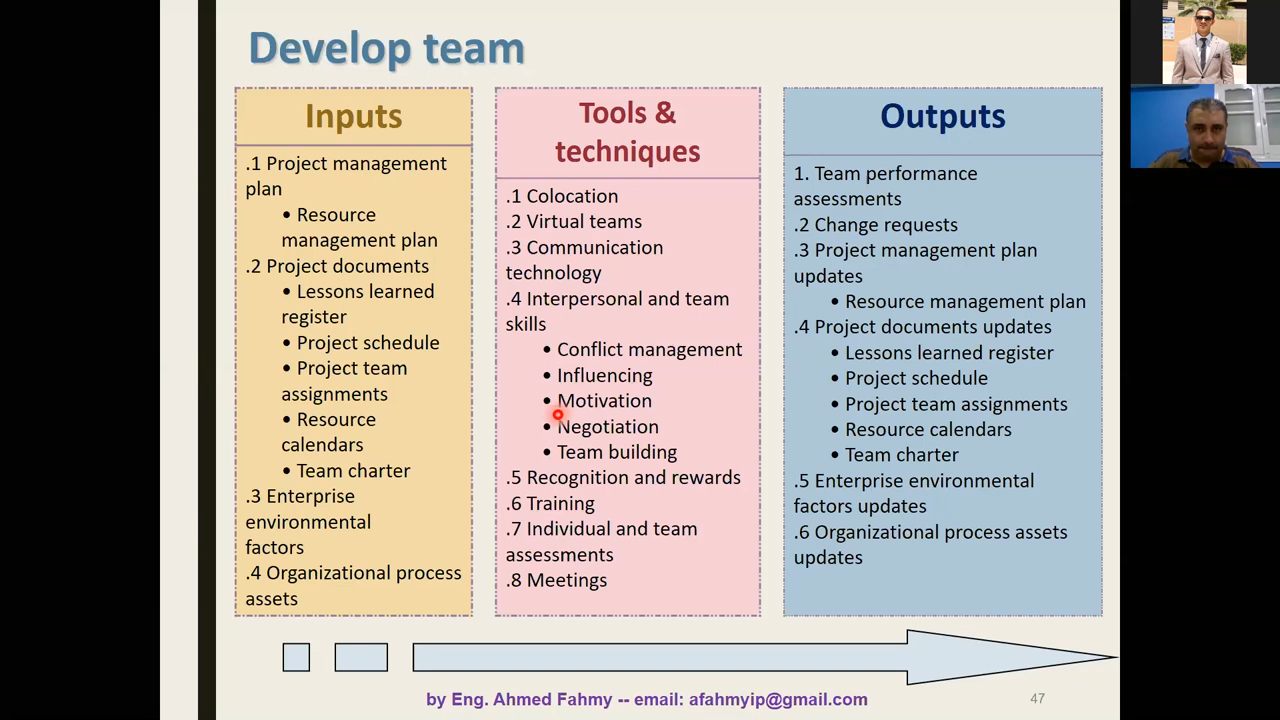 Develop team
Inputs
.1 Project management
plan
• Resource
management plan
.2 Project documents
• Lessons learned
register
• Project schedule
• Project team
assignments
• Resource
calendars
• Team charter
.3 Enterprise
environmental
factors
.4 Organizational process
assets
Tools &
techniques
.1 Colocation
.2 Virtual teams
.3 Communication
technology
.4 Interpersonal and team
skills
• Conflict management
• Influencing
• Motivation
• Negotiation
• Team building
.5 Recognition and rewards
.6 Training
.7 Individual and team
assessments
.8 Meetings
Outputs
1. Team performance
assessments
.2 Change requests
.3 Project management plan
updates
• Resource management plan
.4 Project documents updates
• Lessons learned register
• Project schedule
• Project team assignments
• Resource calendars
• Team charter
.5 Enterprise environmental
factors updates
.6 Organizational process assets
updates
by Eng. Ahmed Fahmy -- email: afahmyip@gmail.com
47